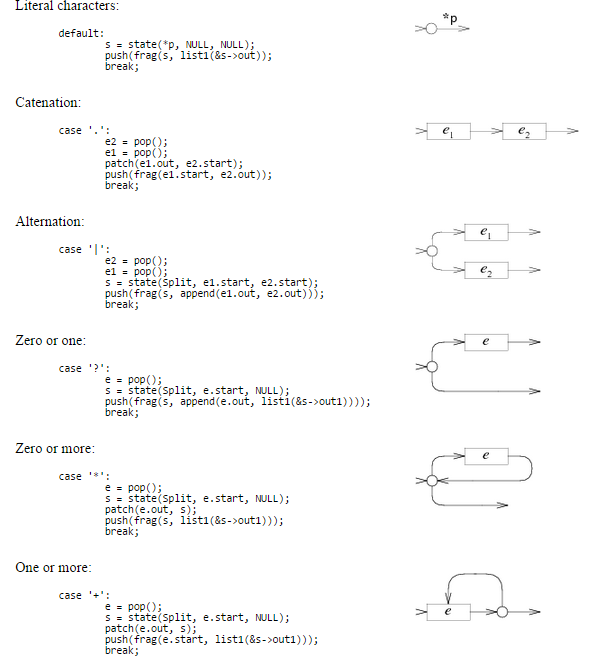 Literal characters:
*p
default:
s = state(*p, NULL, NULL);
push(frag(s, list1(&s->out));
break;
Catenation:
case '.':
e2 = pop();
e1 = pop();
patch(e1.out, e2.start);
push(frag(e1.start, e2.out));
break;
e1 e2
Alternation:
case '|':
e2 = pop();
e1 = pop();
s = state(Split, e1.start, e2.start);
push(frag(s, append(e1.out, e2.out)));
break;
e1
e2
Zero or one:
case '?':
e = pop();
s = state(Split, e.start, NULL);
push(frag(s, append(e.out, list1(&s->out1))));
break;
e
Zero or more:
case '*':
e = pop();
s = state(Split, e.start, NULL);
patch(e.out, s);
push(frag(s, list1(&s->out1)));
break;
e
One or more:
case '+':
e = pop();
s = state(Split, e.start, NULL);
patch(e.out, s);
push(frag(e.start, list1(&s->out1)));
break;
e